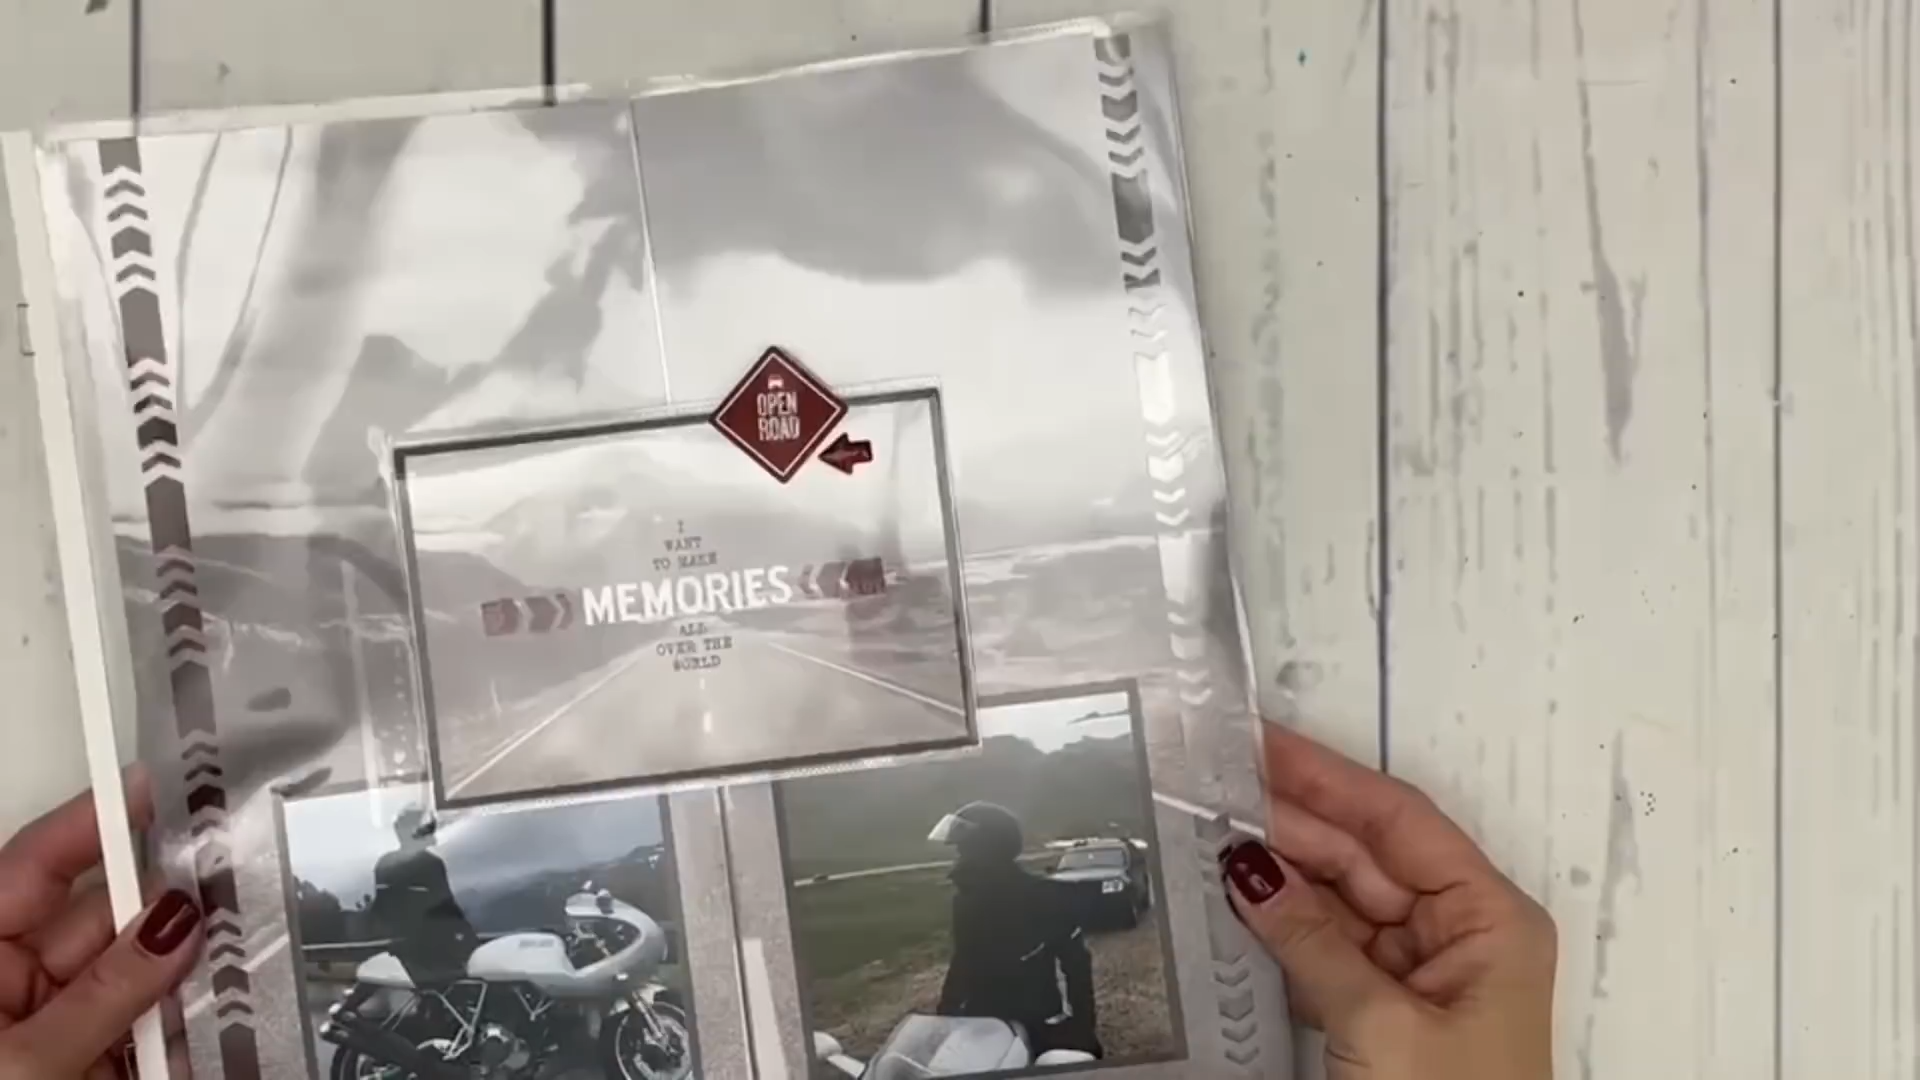 OPEN
ROAD
I
WANT
TO MAKE
MEMORIES
ALL
OVER THE
WORLD